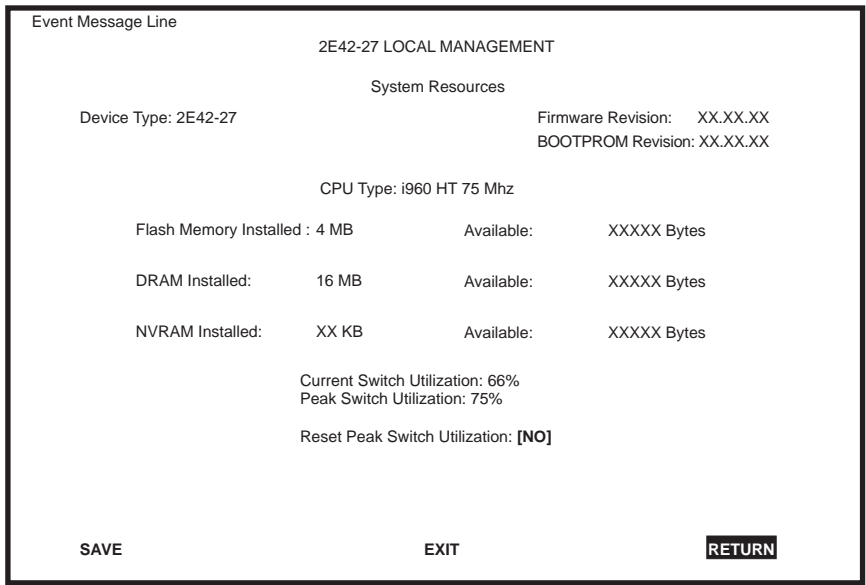 Event Message Line
2E42-27 LOCAL MANAGEMENT
System Resources
Device Type: 2E42-27 Firmware Revision: XX.XX.XX
BOOTPROM Revision: XX.XX.XX
CPU Type: i960 HT 75 Mhz
Flash Memory Installed : 4 MB Available: XXXXX Bytes
DRAM Installed: 16 MB Available: XXXXX Bytes
NVRAM Installed: XX KB Available: XXXXX Bytes
Current Switch Utilization: 66%
Peak Switch Utilization: 75%
Reset Peak Switch Utilization: [NO]
SAVE EXIT RETURN